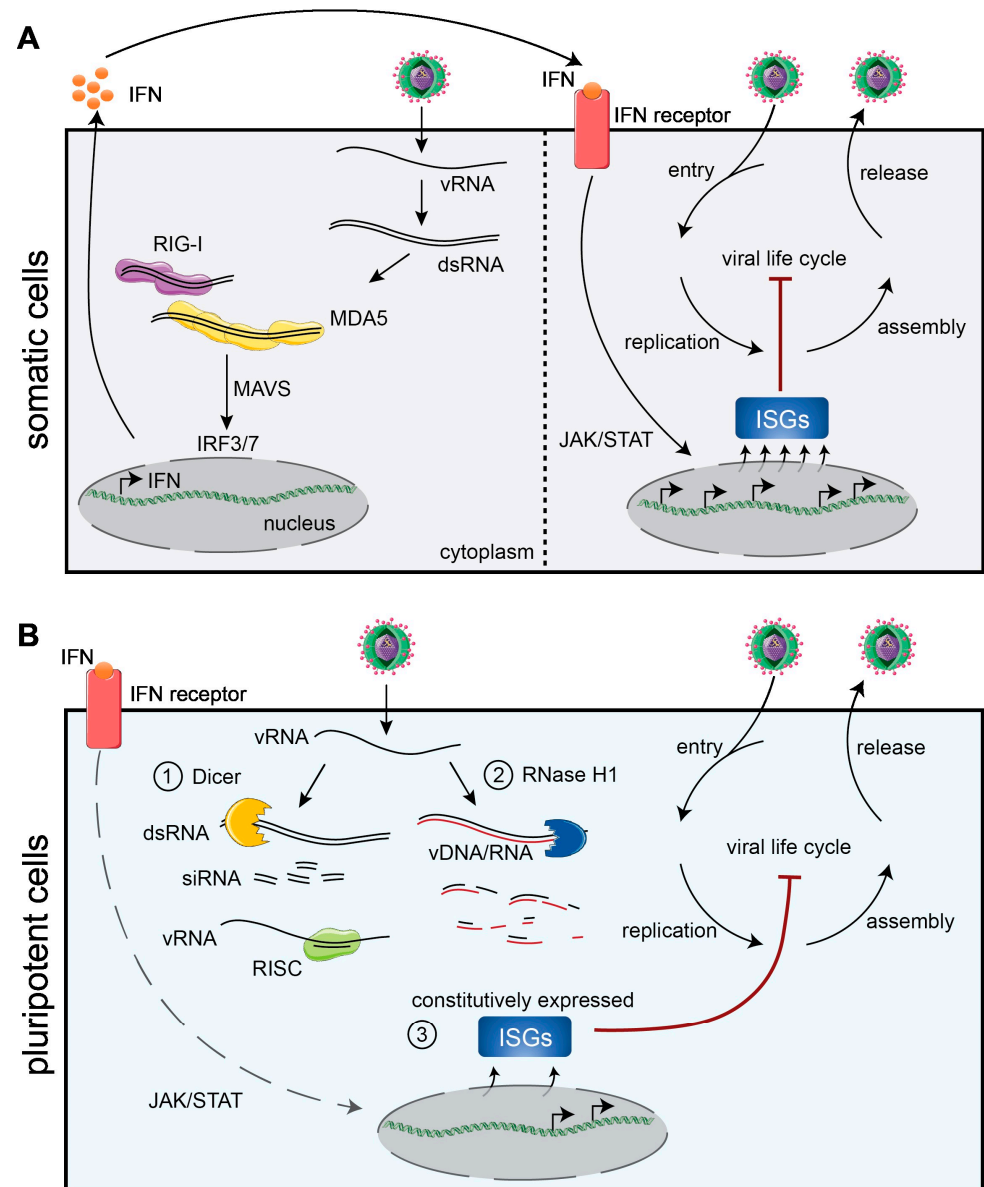 A
IFN
IFN
IFN receptor
vRNA
entry
release
dsRNA
RIG-I
viral life cycle
MDA5
assembly
replication
MAVS
ISGs
IRF3/7
JAK/STAT
IFN
nucleus
cytoplasm
somatic cells
B
IFN
IFN receptor
vRNA
entry
release
1 Dicer
2 RNase H1
dsRNA
vDNA/RNA
viral life cycle
siRNA
assembly
replication
vRNA
RISC
constitutively expressed
3
ISGs
JAK/STAT
pluripotent cells